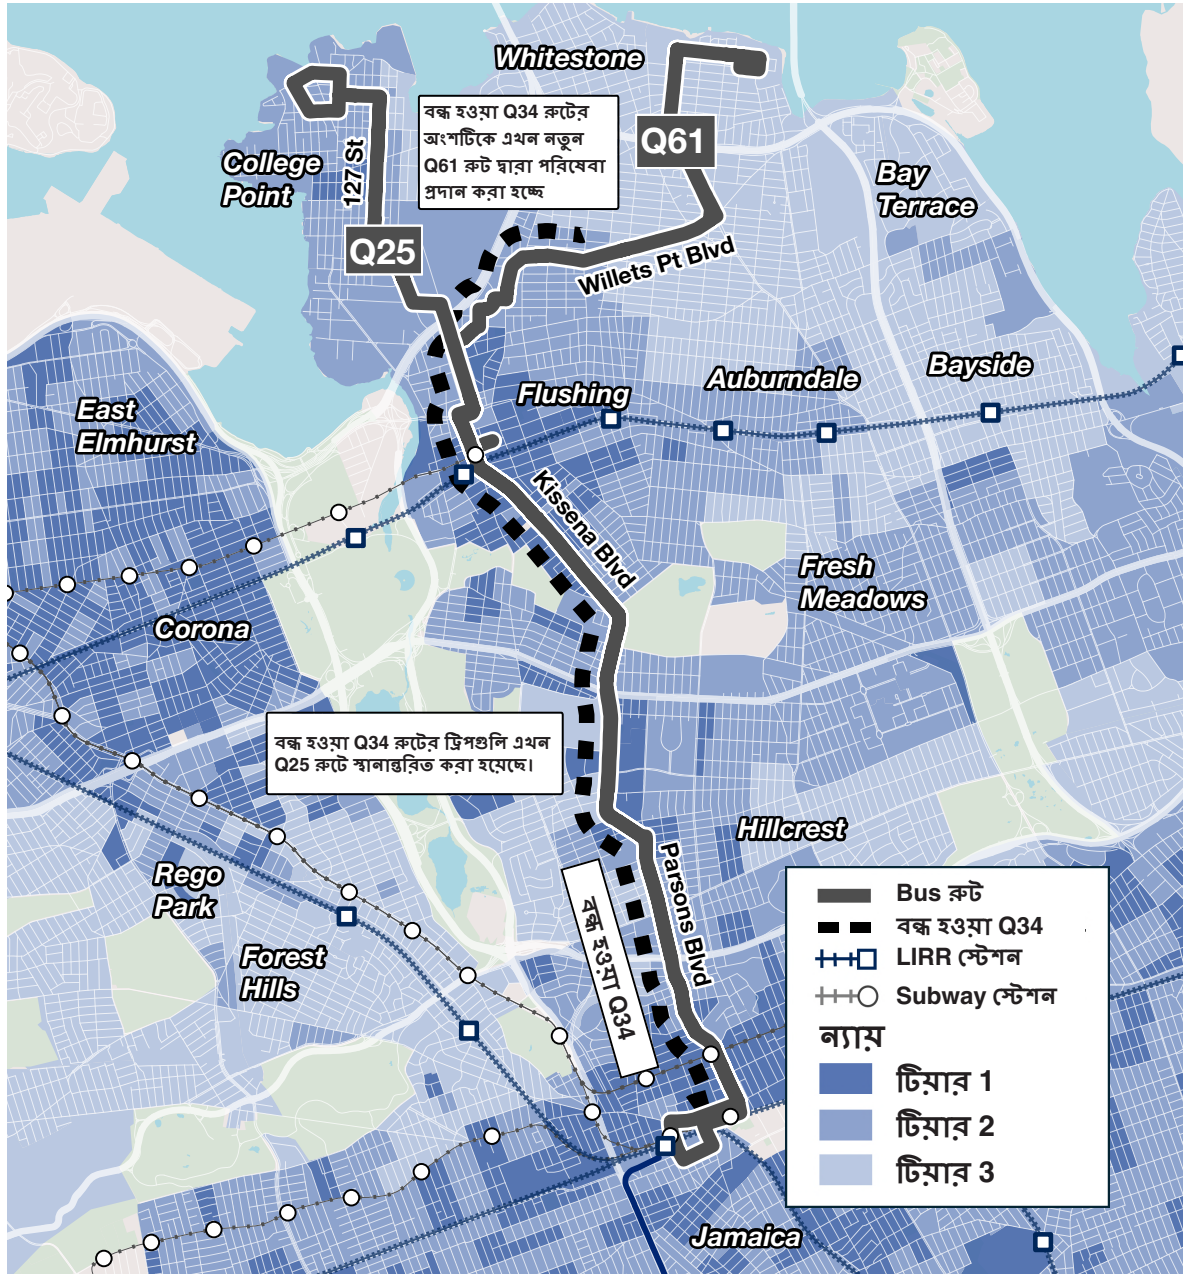 Whitestone
বন্ধ হওয়া Q34 রুটের
অংশটিকে এখন নতুন
Q61 রুট দ্বারা পরিষেবা
প্রদান করা হচ্ছে
Q61
College
Point
127 St
Bay
Terrace
Q25
Willets Pt Blvd
East
Elmhurst
Flushing
Auburndale
Bayside
Kissena Blvd
Fresh
Meadows
Corona
বন্ধ হওয়া Q34 রুটের ট্রিপগুলি এখন
Q25 রুটে স্থানান্তরিত করা হয়েছে।
Hillcrest
Rego
Park
Parsons Blvd
বন্ধ হওয়া Q34
Forest
Hills
Bus রুট
বন্ধ হওয়া Q34
LIRR স্টেশন
Subway স্টেশন
ন্যায়
টিয়ার 1
টিয়ার 2
টিয়ার 3
Jamaica